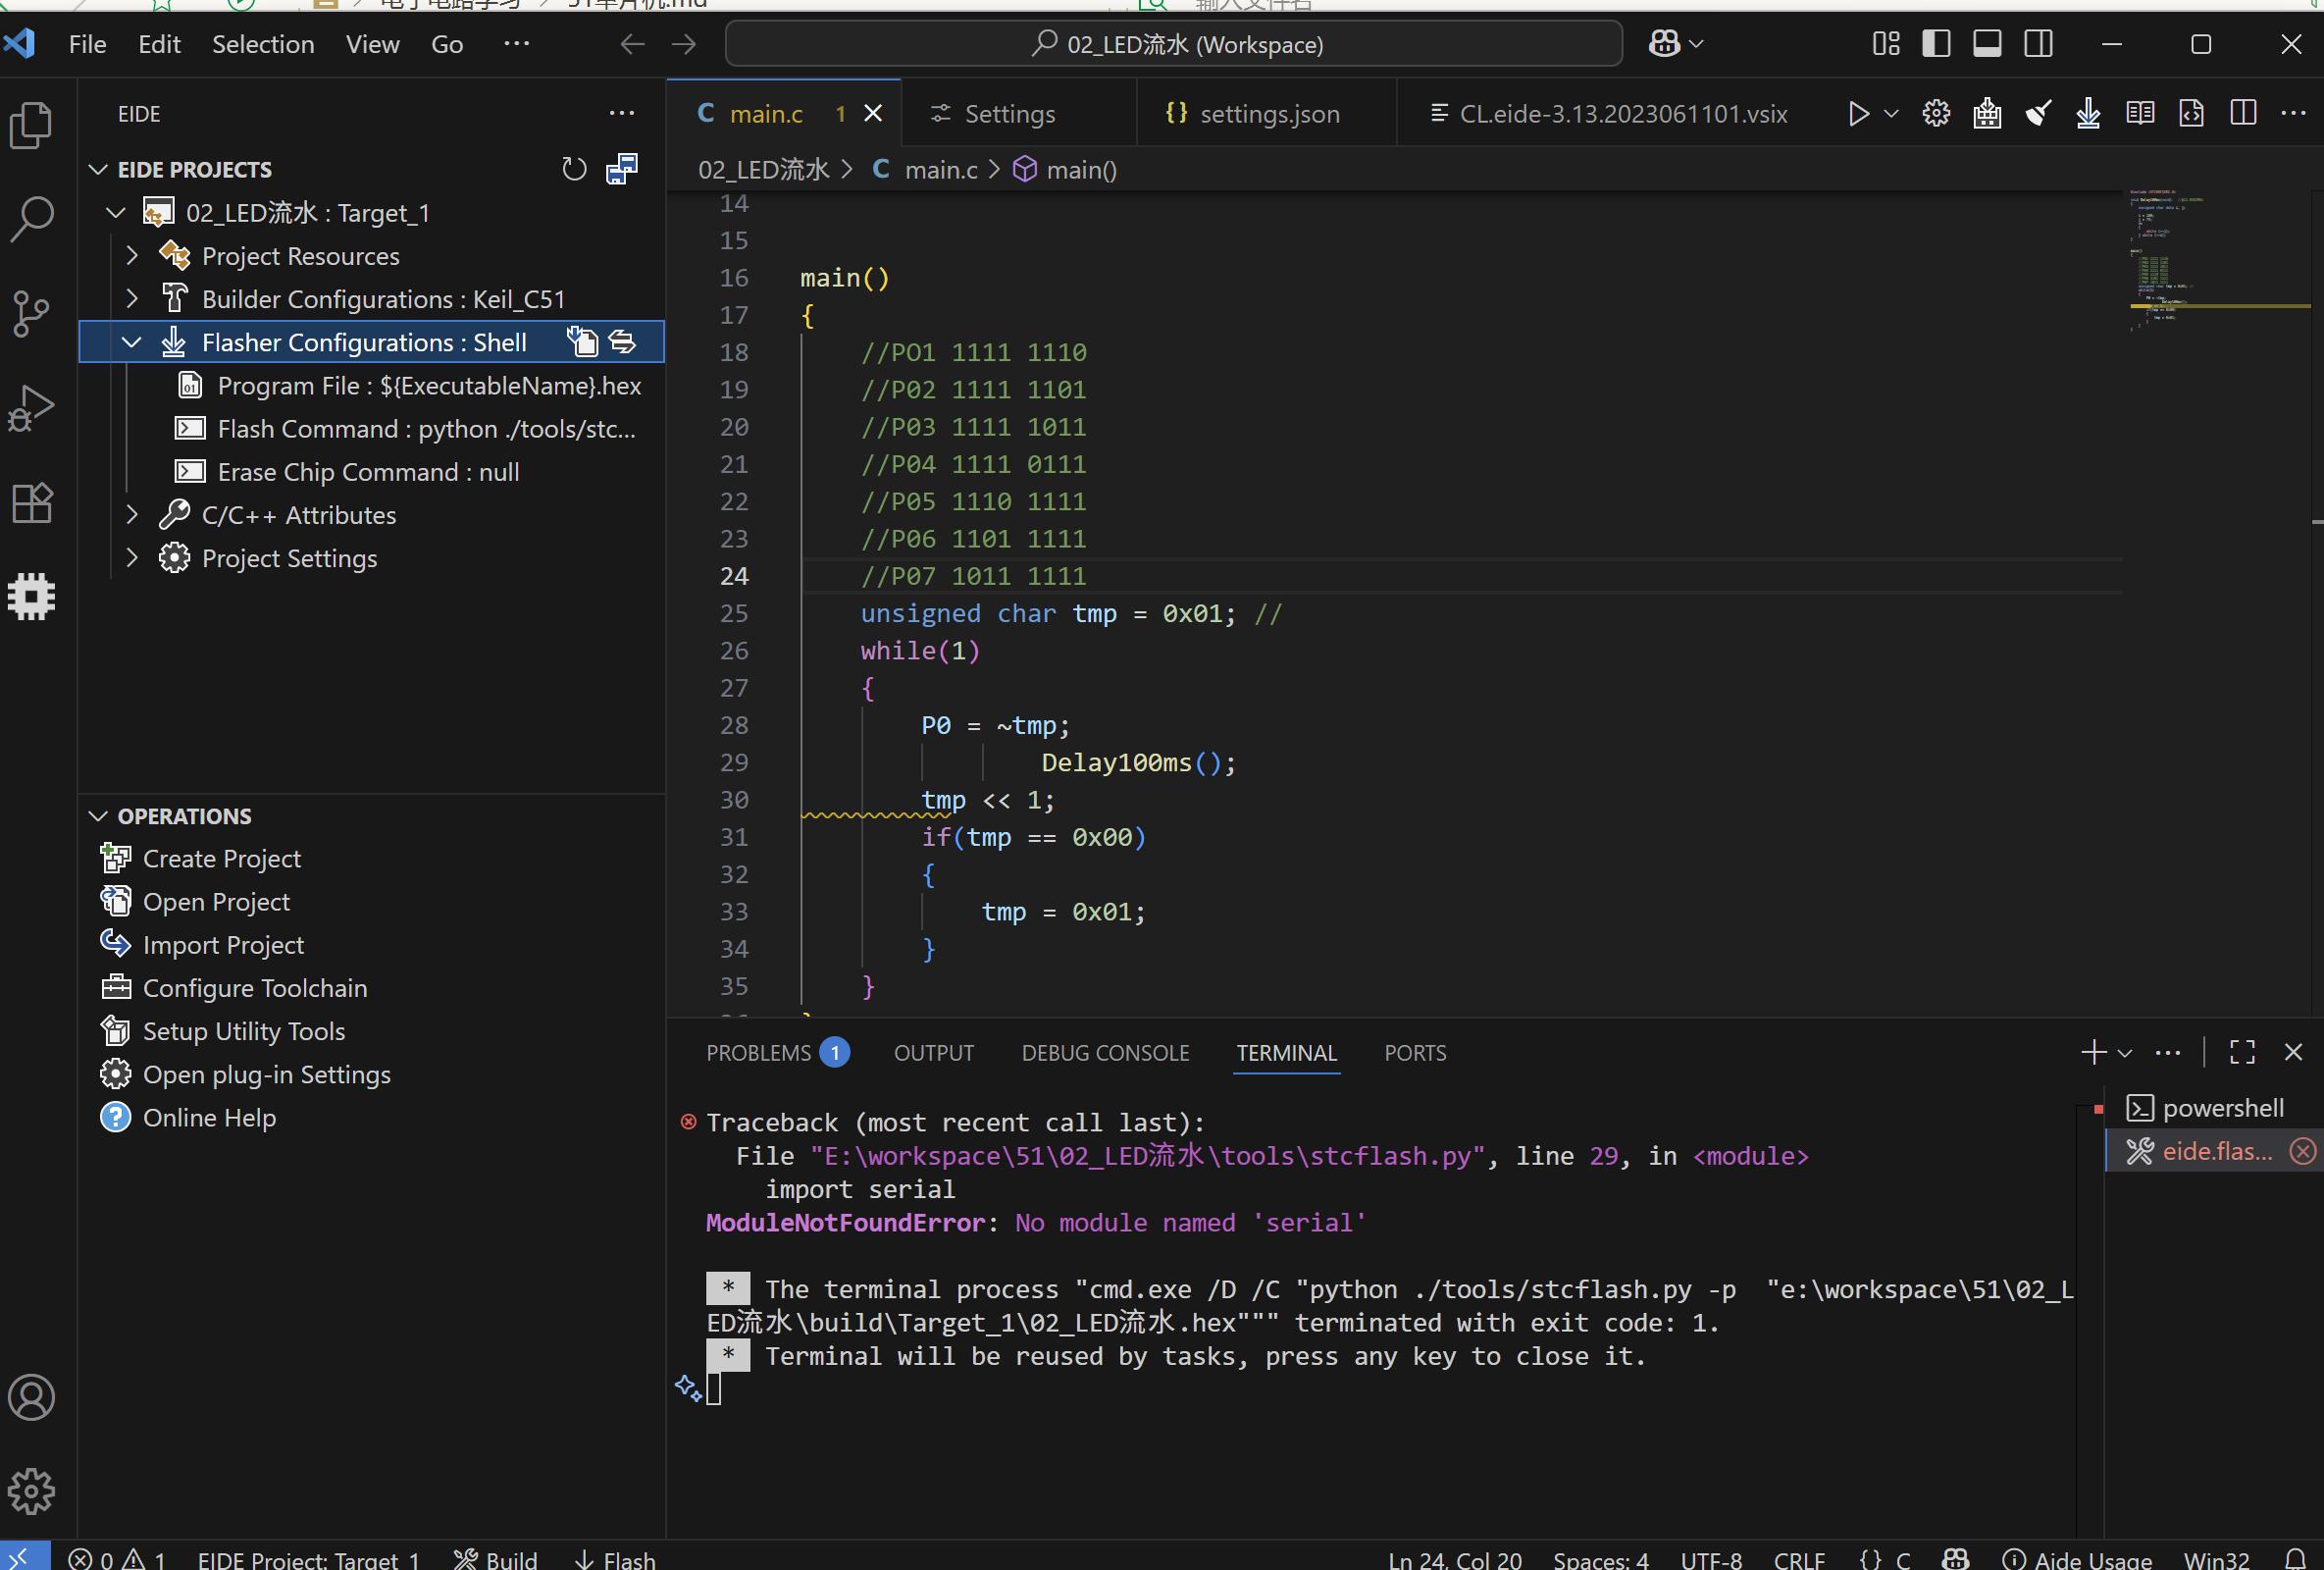 File Edit Selection View Go ··· 02_LED流水 (Workspace)
EIDE
EIDE PROJECTS
02_LED流水 : Target_1
Project Resources
Builder Configurations : Keil_C51
Flasher Configurations : Shell
Program File : ${ExecutableName}.hex
Flash Command : python ./tools/stc...
Erase Chip Command : null
C/C++ Attributes
Project Settings
OPERATIONS
Create Project
Open Project
Import Project
Configure Toolchain
Setup Utility Tools
Open plug-in Settings
Online Help
main.c 1 Settings settings.json CL.eide-3.13.2023061101.vsix
02_LED流水 > C main.c > main()
14
15
16 main()
17 {
18 //PO1 1111 1110
19 //P02 1111 1101
20 //P03 1111 1011
21 //P04 1111 0111
22 //P05 1110 1111
23 //P06 1101 1111
24 //P07 1011 1111
25 unsigned char tmp = 0x01; //
26 while(1)
27 {
28 P0 = ~tmp;
29 Delay100ms();
30 tmp << 1;
31 if(tmp == 0x00)
32 {
33 tmp = 0x01;
34 }
35 }
PROBLEMS 1 OUTPUT DEBUG CONSOLE TERMINAL PORTS
Traceback (most recent call last):
File "E:\workspace\51\02_LED流水\tools\stcflash.py", line 29, in <module>
import serial
ModuleNotFoundError: No module named 'serial'
* The terminal process "cmd.exe /D /C "python ./tools/stcflash.py -p "e:\workspace\51\02_L
ED流水\build\Target_1\02_LED流水.hex""" terminated with exit code: 1.
* Terminal will be reused by tasks, press any key to close it.
powershell
eide.flas...
0 1 EIDE Project: Target_1 Build Flash Ln 24, Col 20 Spaces: 4 UTF-8 CRLF {} C Aide Usage Win32